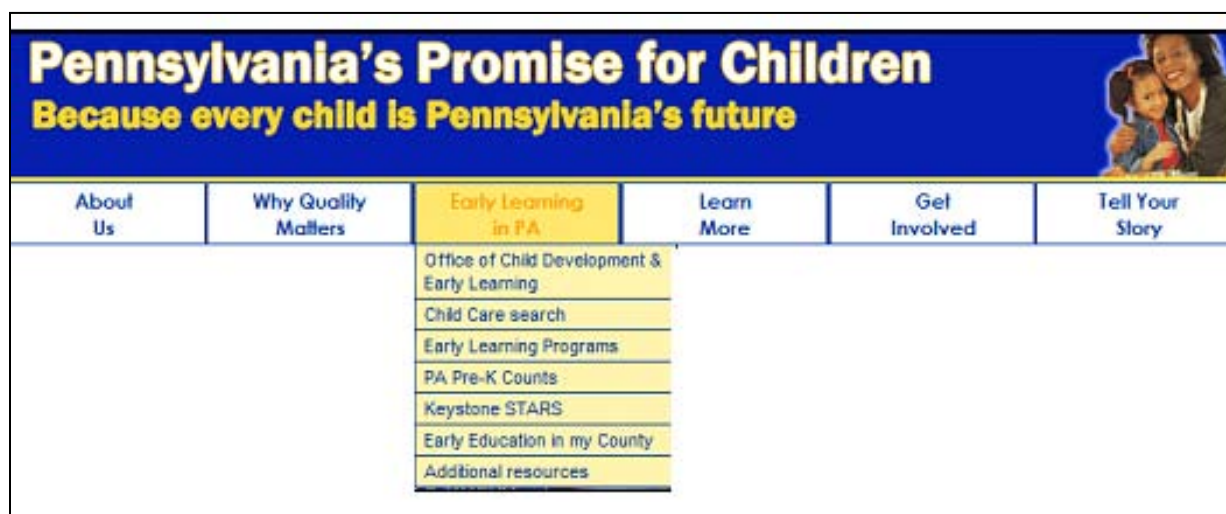 Pennsylvania's Promise for Children
Because every child is Pennsylvania's future
About
Us
Why Quality
Matters
Early Learning
in PA
Learn
More
Get
Involved
Tell Your
Story
Office of Child Development &
Early Learning
Child Care search
Early Learning Programs
PA Pre-K Counts
Keystone STARS
Early Education in my County
Additional resources